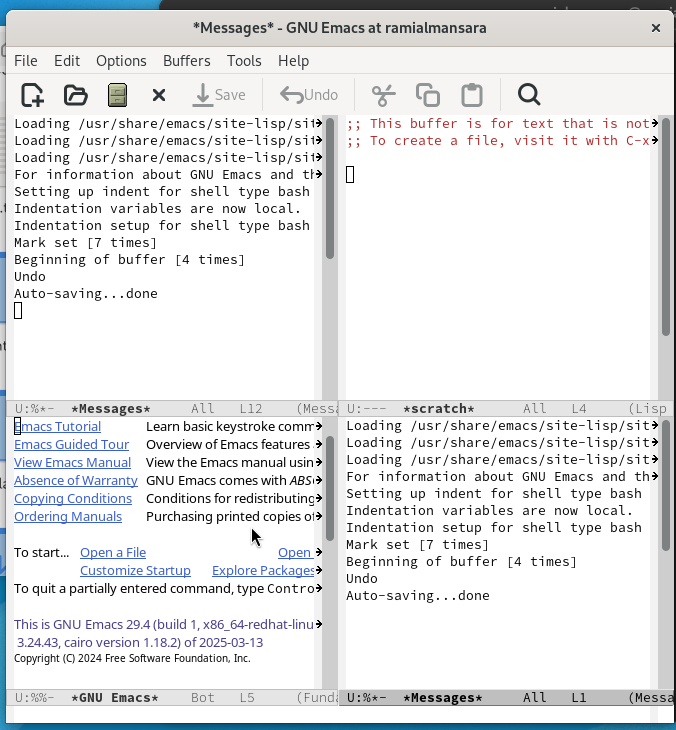 *Messages* - GNU Emacs at ramialmansara
File Edit Options Buffers Tools Help
Save Undo
Loading /usr/share/emacs/site-lisp/sit
Loading /usr/share/emacs/site-lisp/sit
Loading /usr/share/emacs/site-lisp/sit
For information about GNU Emacs and th
Setting up indent for shell type bash
Indentation variables are now local.
Indentation setup for shell type bash
Mark set [7 times]
Beginning of buffer [4 times]
Undo
Auto-saving...done
U:%*- *Messages* All L12 (Messa
;; This buffer is for text that is not
;; To create a file, visit it with C-x
U:--- *scratch* All L4 (Lisp
Emacs Tutorial Learn basic keystroke comm
Emacs Guided Tour Overview of Emacs features
View Emacs Manual View the Emacs manual usin
Absence of Warranty GNU Emacs comes with ABS
Copying Conditions Conditions for redistributing
Ordering Manuals Purchasing printed copies of
To start... Open a File Open
Customize Startup Explore Packages
To quit a partially entered command, type Contro
This is GNU Emacs 29.4 (build 1, x86_64-redhat-linu
3.24.43, cairo version 1.18.2) of 2025-03-13
Copyright (C) 2024 Free Software Foundation, Inc.
U:%%- *GNU Emacs* Bot L5 (Funda
Loading /usr/share/emacs/site-lisp/sit
Loading /usr/share/emacs/site-lisp/sit
Loading /usr/share/emacs/site-lisp/sit
For information about GNU Emacs and th
Setting up indent for shell type bash
Indentation variables are now local.
Indentation setup for shell type bash
Mark set [7 times]
Beginning of buffer [4 times]
Undo
Auto-saving...done
U:%*- *Messages* All L1 (Messa